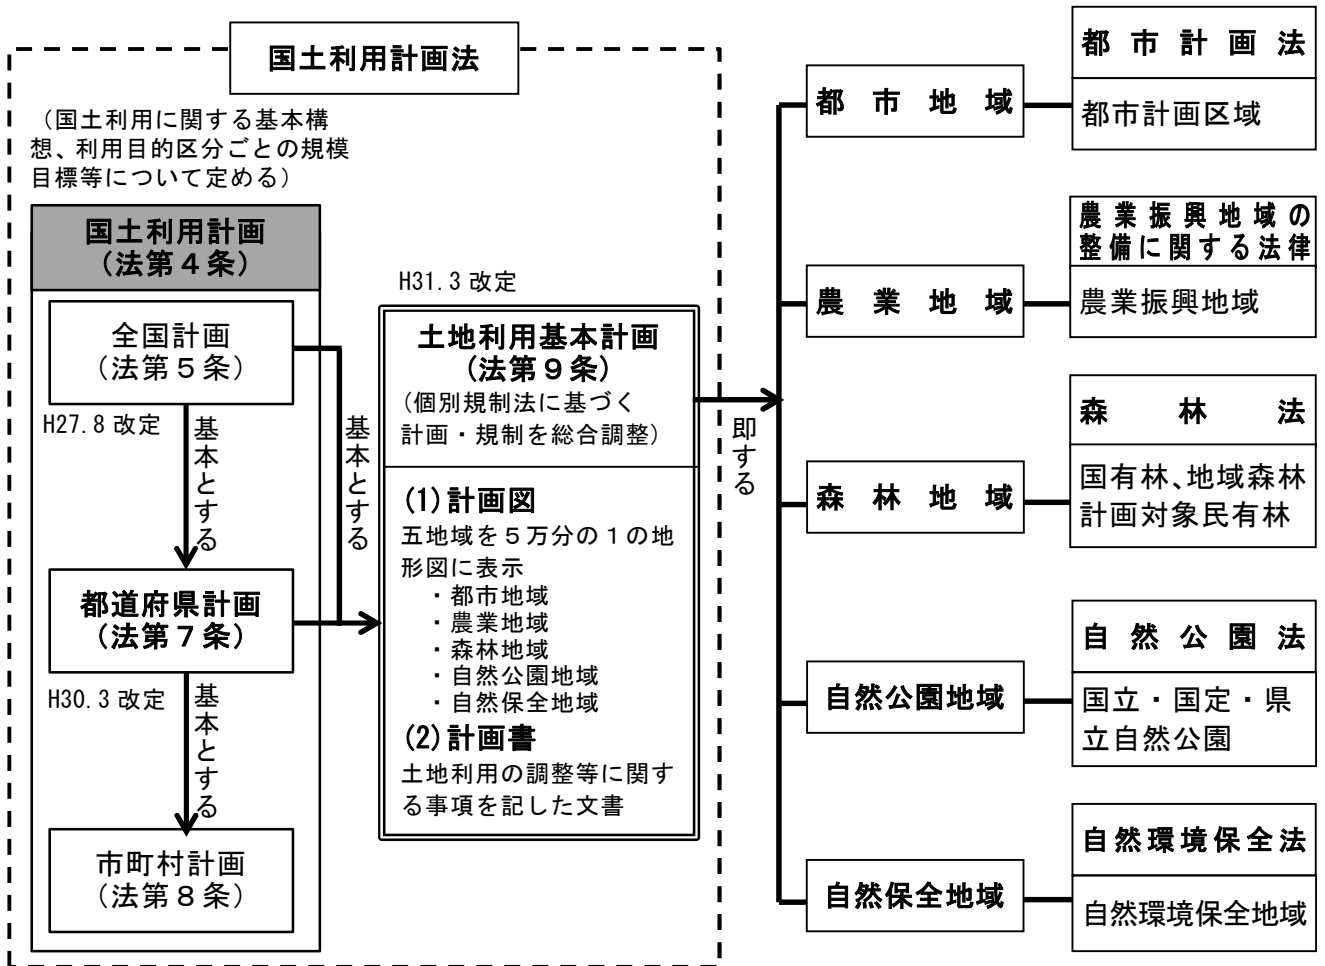 国土利用計画法
（国土利用に関する基本構
想、利用目的区分ごとの規模
目標等について定める）
国土利用計画
（法第４条）
全国計画
（法第５条）
H27.8 改定
基本とする
都道府県計画
（法第７条）
H30.3 改定
基本とする
市町村計画
（法第８条）
基本とする
H31.3 改定
土地利用基本計画
（法第９条）
（個別規制法に基づく
計画・規制を総合調整）
(1)計画図
五地域を５万分の１の地
形図に表示
・都市地域
・農業地域
・森林地域
・自然公園地域
・自然保全地域
(2)計画書
土地利用の調整等に関す
る事項を記した文書
即する
都市地域
都市計画法
都市計画区域
農業地域
農業振興地域の
整備に関する法律
農業振興地域
森林地域
森林法
国有林、地域森林
計画対象民有林
自然公園地域
自然公園法
国立・国定・県
立自然公園
自然保全地域
自然環境保全法
自然環境保全地域